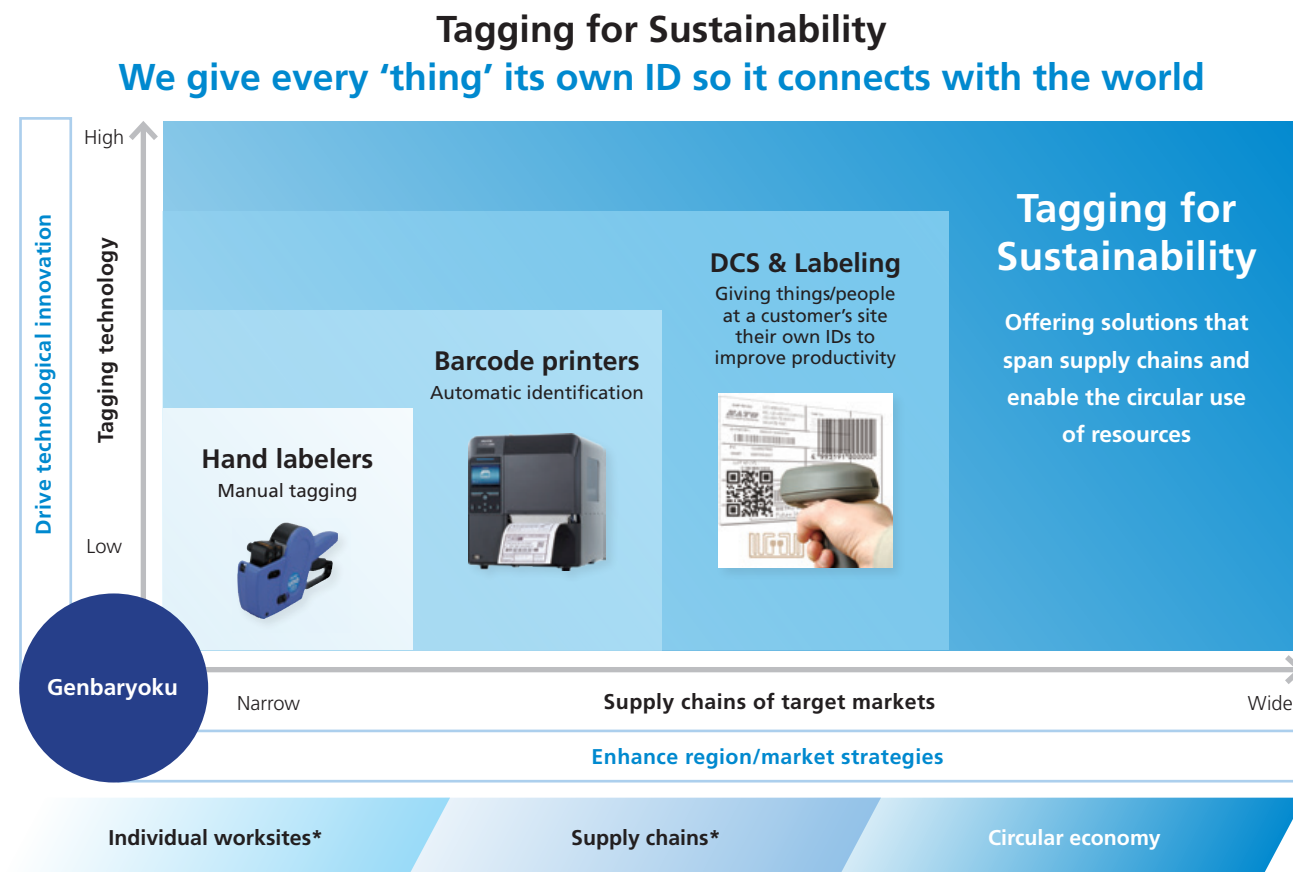 Tagging for Sustainability
We give every ‘thing’ its own ID so it connects with the world
High
Low
Drive technological innovation
Tagging technology
Hand labelers
Manual tagging
Barcode printers
Automatic identification
DCS & Labeling
Giving things/people
at a customer’s site
their own IDs to
improve productivity
SATO
Tagging for
Sustainability
Offering solutions that
span supply chains and
enable the circular use
of resources
Genbaryoku
Narrow
Supply chains of target markets
Wide
Enhance region/market strategies
Individual worksites*
Supply chains*
Circular economy